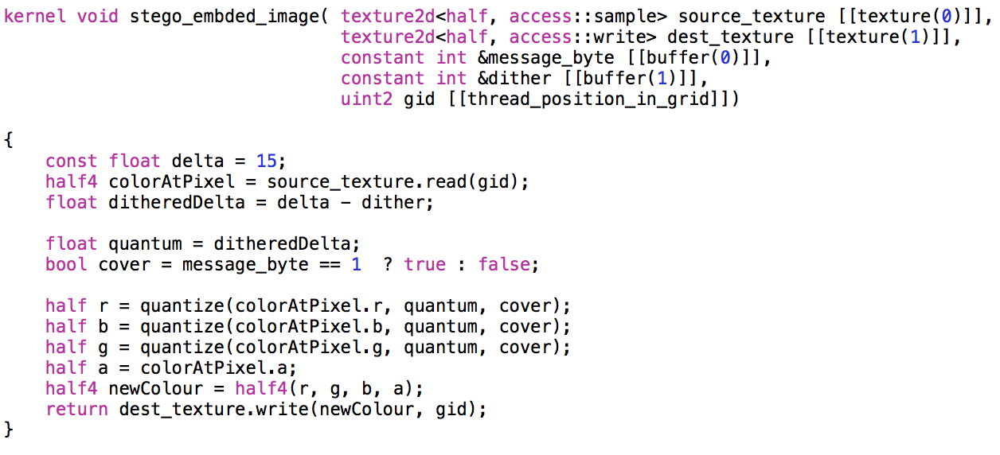 kernel void stego_embded_image( texture2d<half, access::sample> source_texture [[texture(0)]],
                                texture2d<half, access::write> dest_texture [[texture(1)]],
                                constant int &message_byte [[buffer(0)]],
                                constant int &dither [[buffer(1)]],
                                uint2 gid [[thread_position_in_grid]])

{
    const float delta = 15;
    half4 colorAtPixel = source_texture.read(gid);
    float ditheredDelta = delta - dither;

    float quantum = ditheredDelta;
    bool cover = message_byte == 1  ? true : false;

    half r = quantize(colorAtPixel.r, quantum, cover);
    half b = quantize(colorAtPixel.b, quantum, cover);
    half g = quantize(colorAtPixel.g, quantum, cover);
    half a = colorAtPixel.a;
    half4 newColour = half4(r, g, b, a);
    return dest_texture.write(newColour, gid);
}